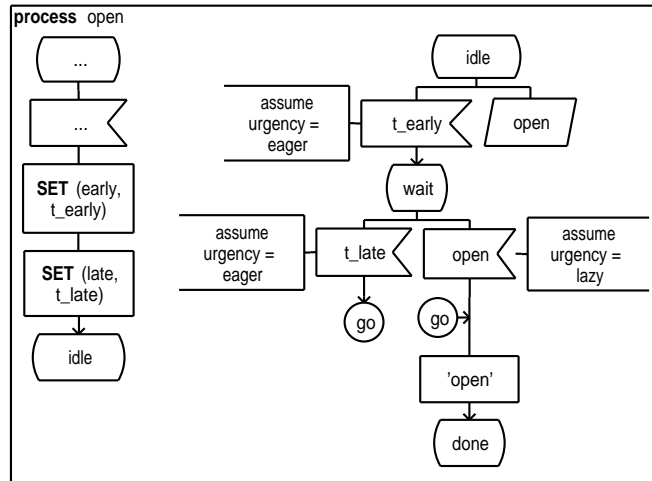 process open
...
...
SET (early,
t_early)
SET (late,
t_late)
idle
idle
assume
urgency =
eager
t_early
open
wait
assume
urgency =
eager
t_late
open
assume
urgency =
lazy
go
go
'open'
done